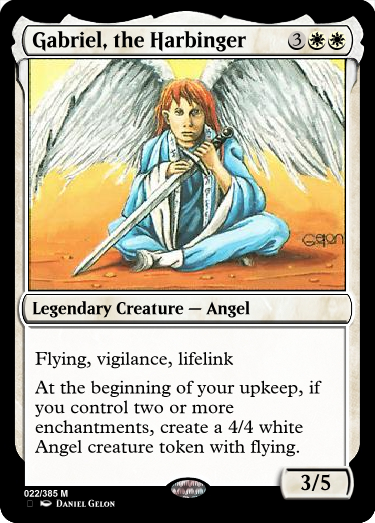 Gabriel, the Harbinger 3
Gelon
Legendary Creature — Angel
Flying, vigilance, lifelink
At the beginning of your upkeep, if
you control two or more
enchantments, create a 4/4 white
Angel creature token with flying.
3/5
022/385 M
Daniel Gelon